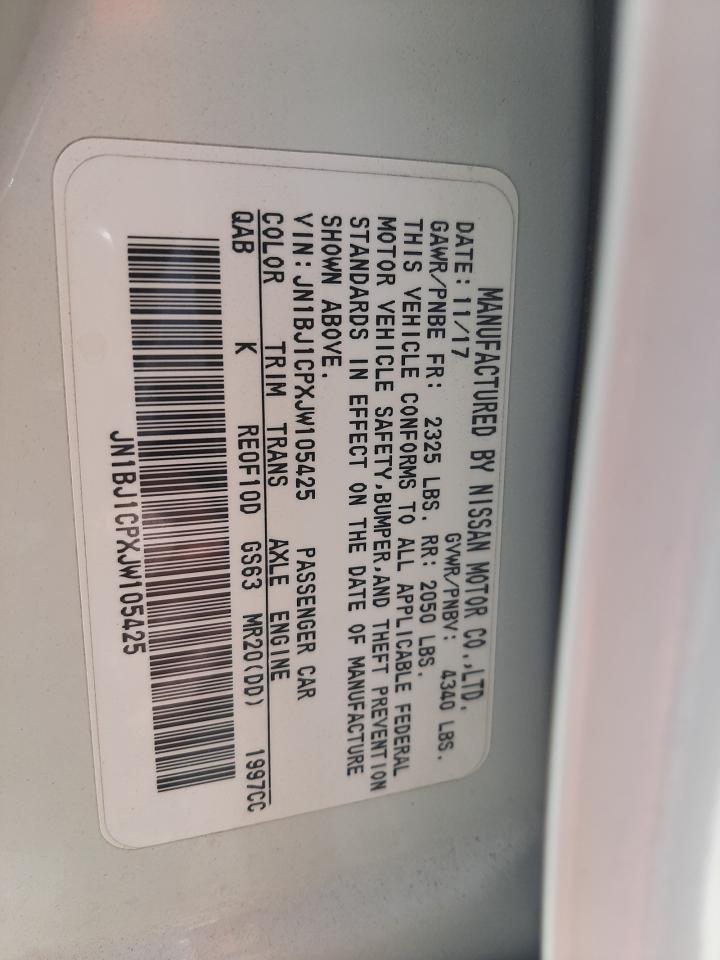 MANUFACTURED BY NISSAN MOTOR CO.,LTD.
DATE: 11/17 GVWR/PNBV: 4340 LBS.
GAWR/PNBE FR: 2325 LBS. RR: 2050 LBS.
THIS VEHICLE CONFORMS TO ALL APPLICABLE FEDERAL
MOTOR VEHICLE SAFETY,BUMPER,AND THEFT PREVENTION
STANDARDS IN EFFECT ON THE DATE OF MANUFACTURE
SHOWN ABOVE.
VIN: JN1BJ1CPXJW105425 PASSENGER CAR
COLOR TRIM TRANS AXLE ENGINE
QAB K RE0F10D GS63 MR20(DD) 1997CC
JN1BJ1CPXJW105425